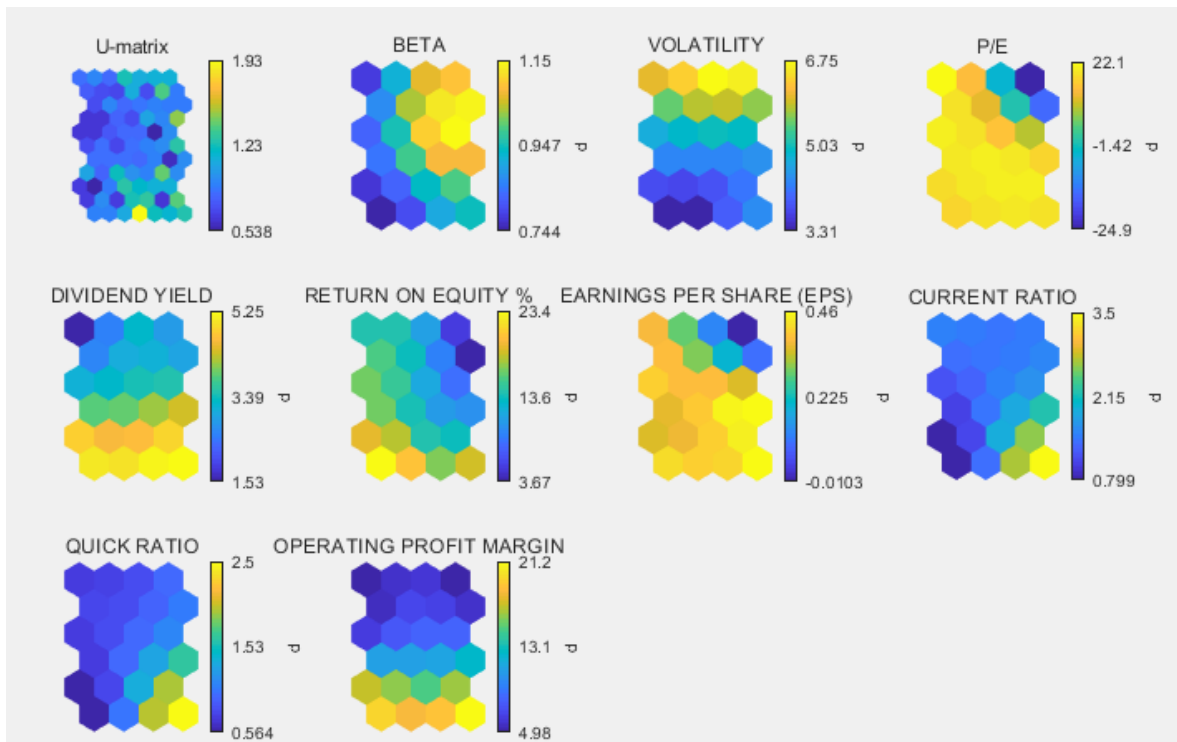 U-matrix
1.93
1.23
0.538
BETA
1.15
0.947
d
0.744
VOLATILITY
6.75
5.03
d
3.31
P/E
22.1
-1.42
d
-24.9
DIVIDEND YIELD
5.25
3.39
d
1.53
RETURN ON EQUITY %
23.4
13.6
d
3.67
EARNINGS PER SHARE (EPS)
0.46
0.225
d
-0.0103
CURRENT RATIO
3.5
2.15
d
0.799
QUICK RATIO
2.5
1.53
d
0.564
OPERATING PROFIT MARGIN
21.2
13.1
d
4.98